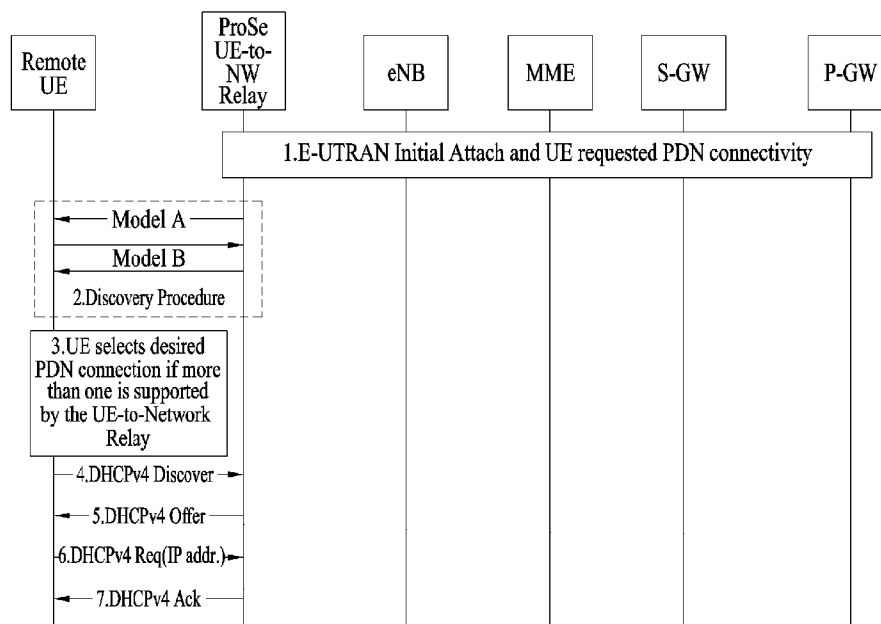 Remote
UE
ProSe
UE-to-
NW
Relay
eNB
MME
S-GW
P-GW
1.E-UTRAN Initial Attach and UE requested PDN connectivity
Model A
Model B
2.Discovery Procedure
3.UE selects desired
PDN connection if more
than one is supported
by the UE-to-Network
Relay
4.DHCPv4 Discover
5.DHCPv4 Offer
6.DHCPv4 Req(IP addr.)
7.DHCPv4 Ack